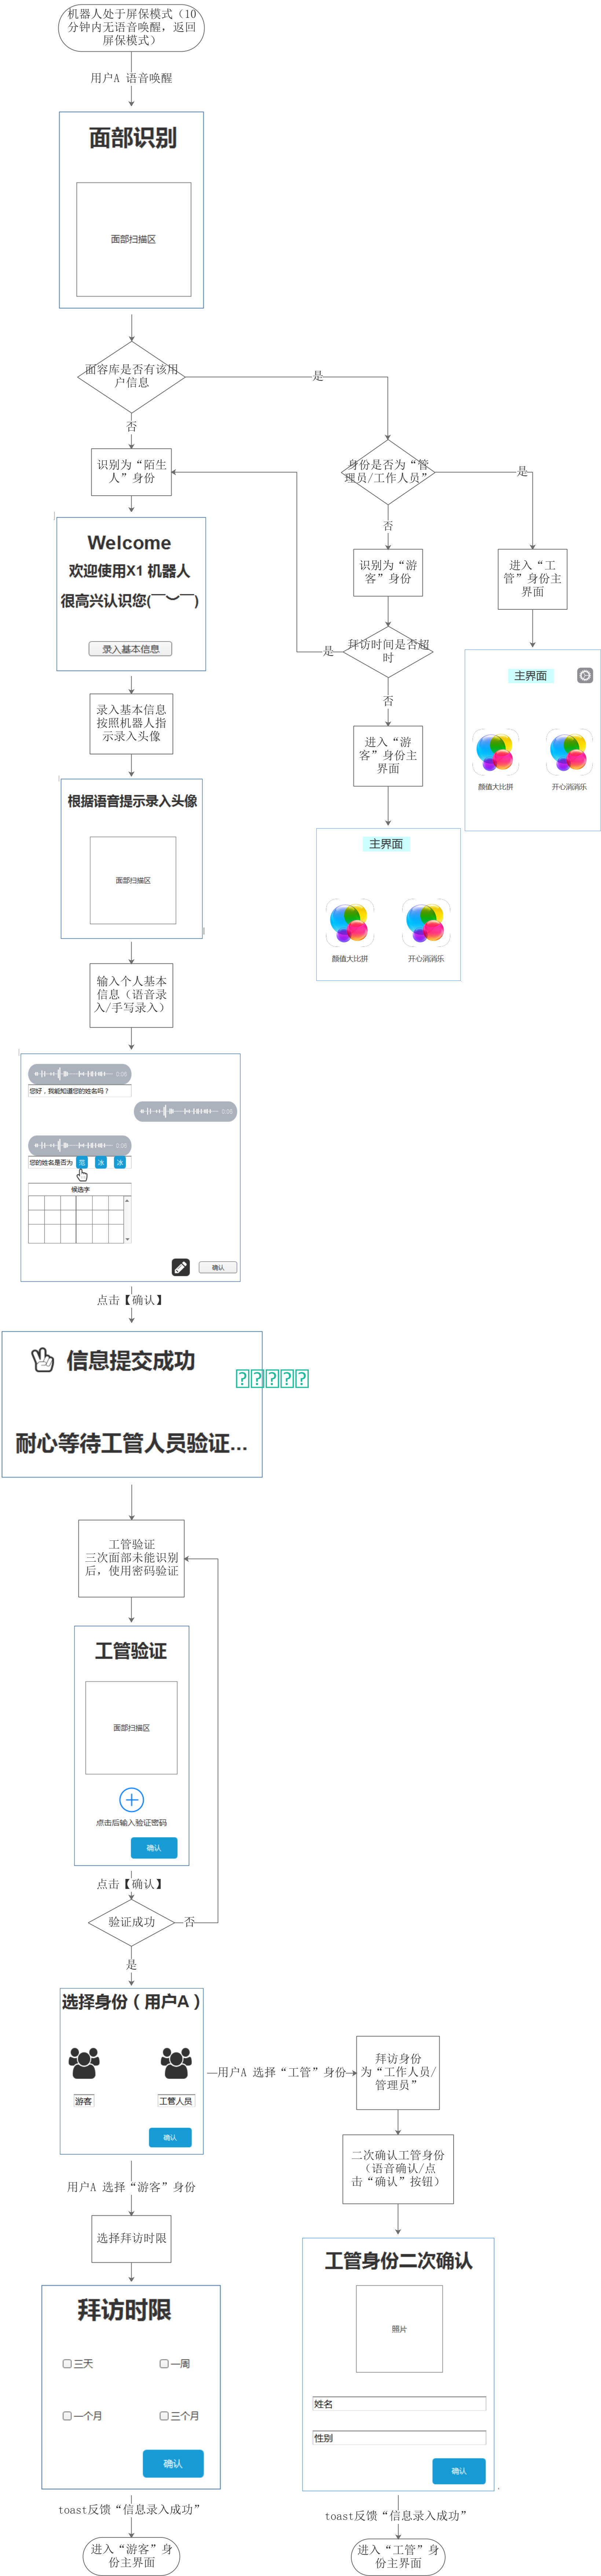 机器人处于屏保模式（10
分钟内无语音唤醒，返回
屏保模式）
用户A 语音唤醒
面部识别
面部扫描区
面容库是否有该用
户信息
是
否
识别为“陌生
人”身份
身份是否为“管
理员/工作人员”
是
否
Welcome
欢迎使用X1 机器人
很高兴认识您(￣︶￣)
录入基本信息
识别为“游
客”身份
进入“工
管”身份主
界面
拜访时间是否超
时
是
否
主界面
颜值大比拼
开心消消乐
录入基本信息
按照机器人指
示录入头像
进入“游
客”身份主
界面
根据语音提示录入头像
面部扫描区
主界面
颜值大比拼
开心消消乐
输入个人基本
信息（语音录
入/手写录入）
0:05
您好，我能知道您的姓名吗？
0:05
0:05
您的姓名是否为
冰
冰
候选字
确认
点击【确认】
信息提交成功
耐心等待工管人员验证...
工管验证
三次面部未能识别
后，使用密码验证
工管验证
面部扫描区
点击后输入验证密码
确认
点击【确认】
验证成功
否
是
选择身份（用户A）
游客
工管人员
确认
用户A 选择“工管”身份
拜访身份
为“工作人员/
管理员”
二次确认工管身份
（语音确认/点
击“确认”按钮）
用户A 选择“游客”身份
选择拜访时限
拜访时限
三天
一周
一个月
三个月
确认
工管身份二次确认
照片
姓名
性别
确认
toast反馈“信息录入成功”
toast反馈“信息录入成功”
进入“游客”身
份主界面
进入“工管”身
份主界面